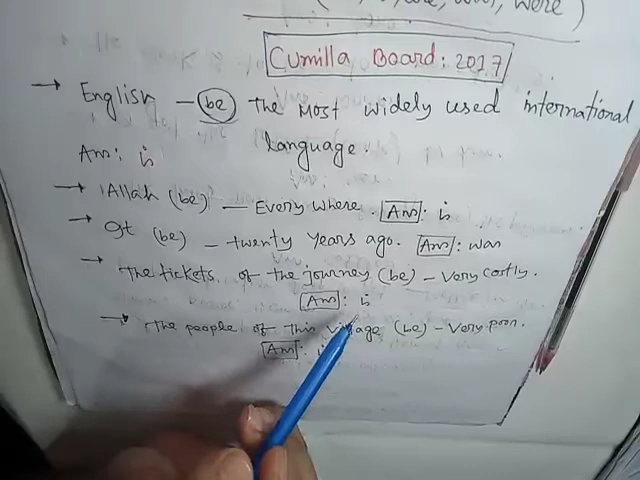 were )
Cumilla Board: 2017
→ English – (be) the most widely used international
Ans: is language.
→ Allah (be) – Every where. Ans: is
→ It (be) – twenty years ago. Ans: was
→ The tickets of the journey (be) – very costly.
Ans: is
→ The people of this village (be) – very poor.
Ans: